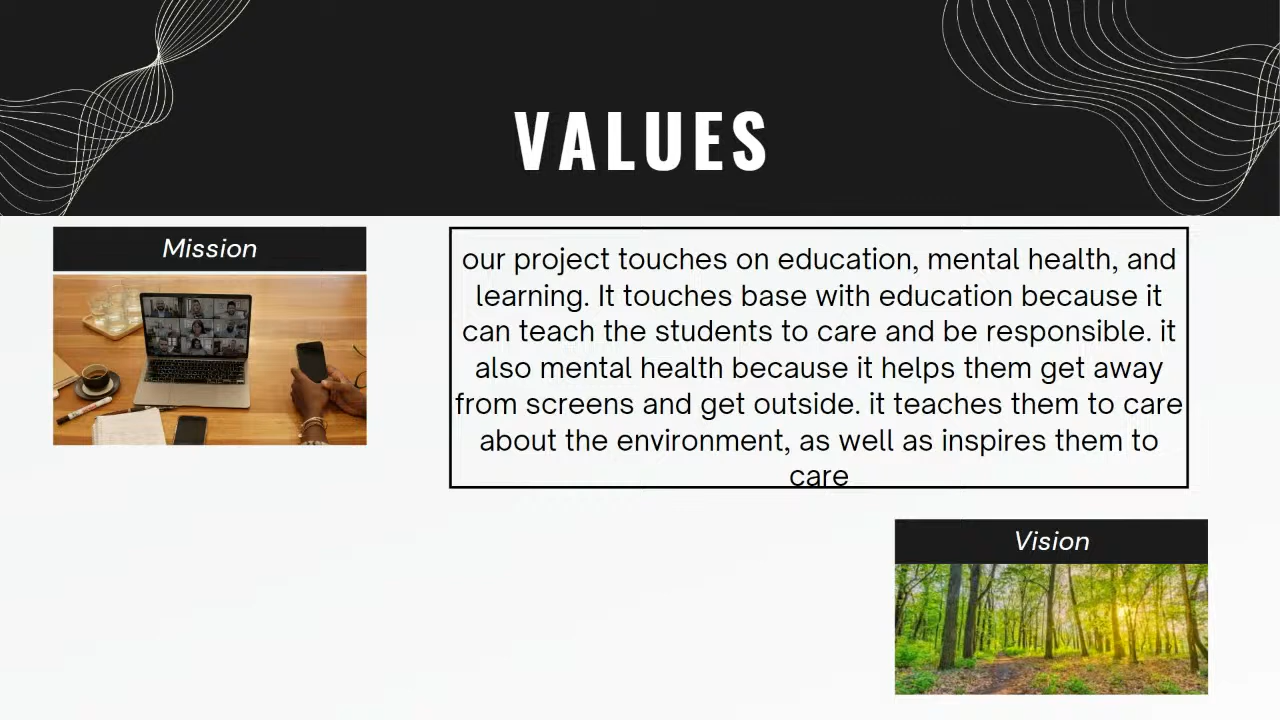 VALUES
Mission
our project touches on education, mental health, and
learning. It touches base with education because it
can teach the students to care and be responsible. it
also mental health because it helps them get away
from screens and get outside. it teaches them to care
about the environment, as well as inspires them to
care
Vision